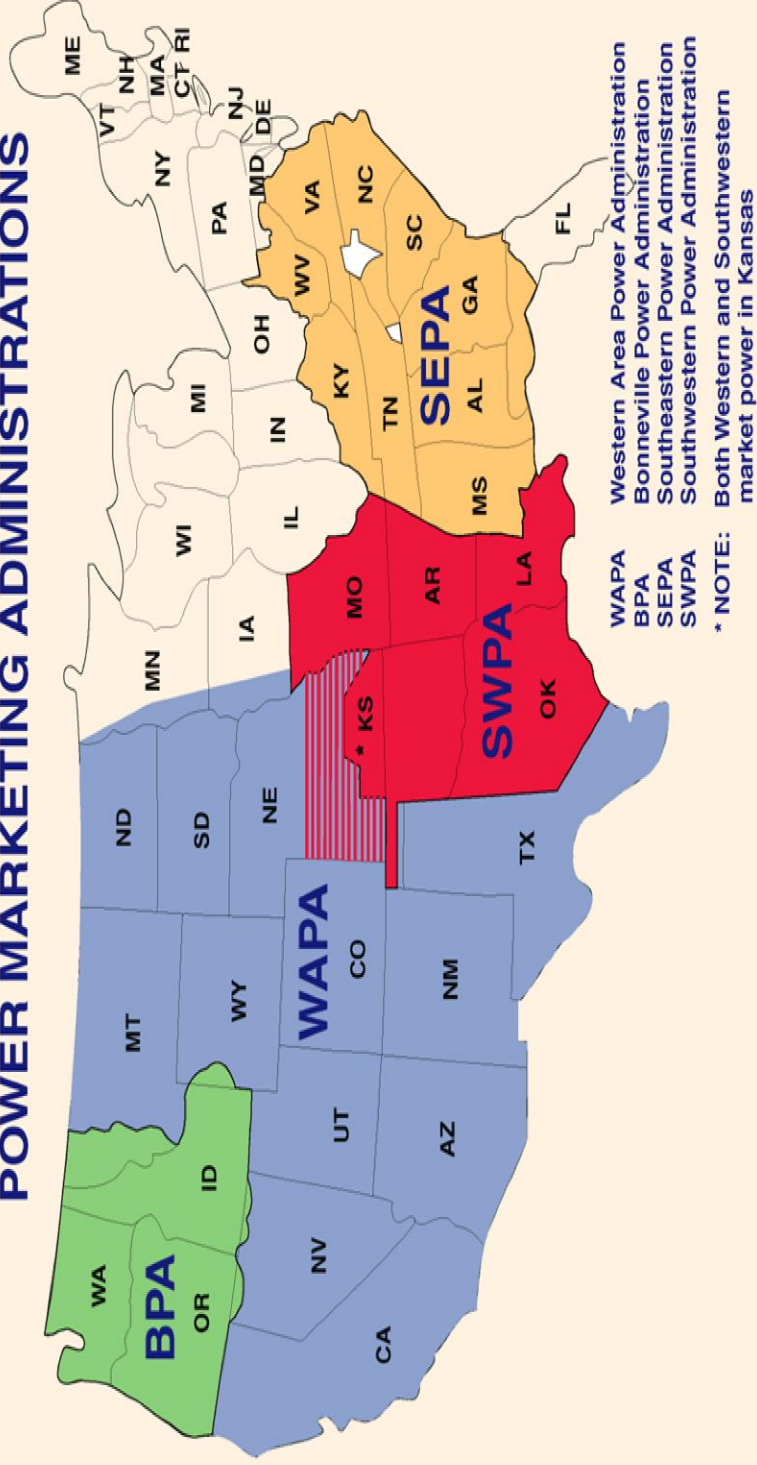 POWER MARKETING ADMINISTRATIONS
WA
MT
ND
MN
WI
MI
NY
VT
NH
ME
MA
CT
RI
BPA
OR
ID
WY
SD
IA
IL
IN
OH
PA
NJ
DE
MD
WAPA
NE
NV
UT
CO
* KS
MO
KY
WV
VA
CA
AZ
NM
SWPA
AR
TN
NC
TX
OK
LA
MS
SEPA
AL
GA
SC
FL
WAPA Western Area Power Administration
BPA Bonneville Power Administration
SEPA Southeastern Power Administration
SWPA Southwestern Power Administration
* NOTE: Both Western and Southwestern
market power in Kansas